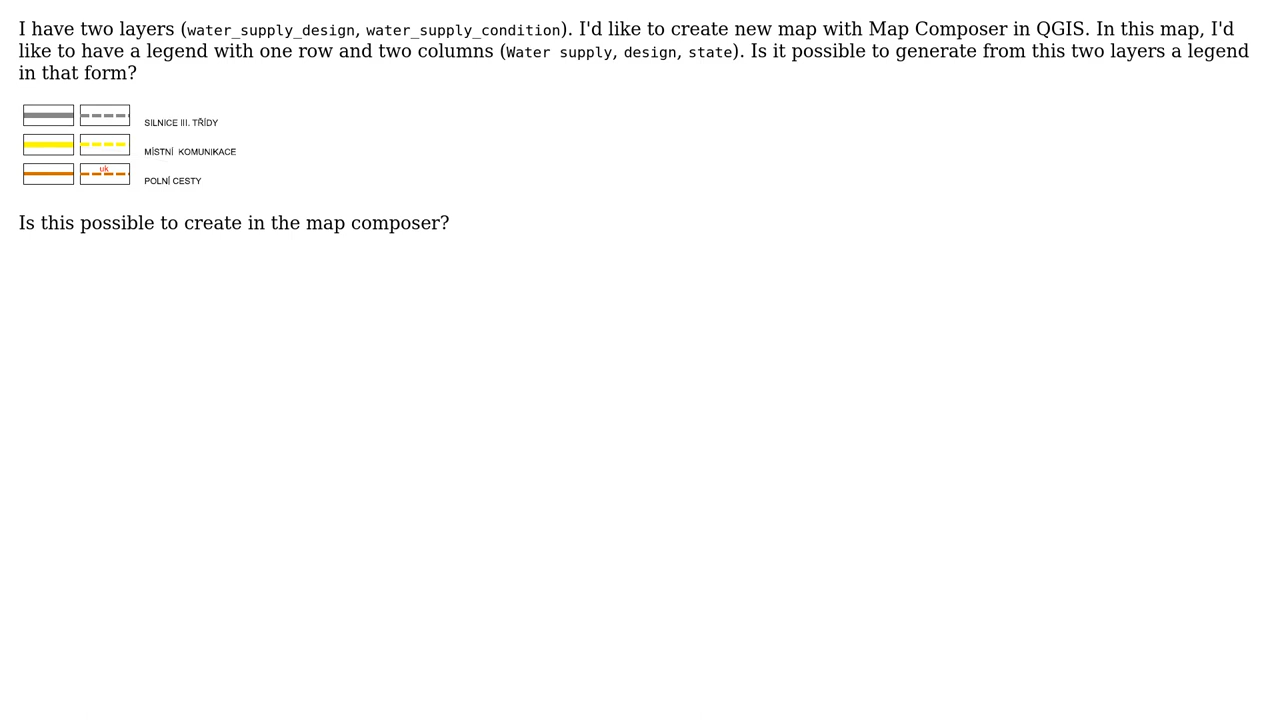 I have two layers (water_supply_design, water_supply_condition). I'd like to create new map with Map Composer in QGIS. In this map, I'd
like to have a legend with one row and two columns (Water supply, design, state). Is it possible to generate from this two layers a legend
in that form?
SILNICE III. TŘÍDY
MÍSTNÍ KOMUNIKACE
uk
POLNÍ CESTY
Is this possible to create in the map composer?